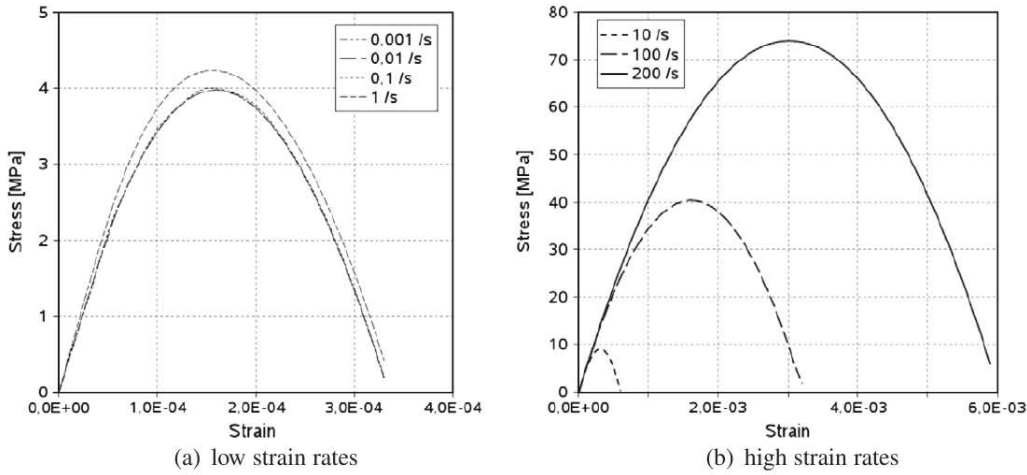 5
4
3
2
1
0
0,0E+00
1,0E-04
2,0E-04
3,0E-04
4,0E-04
Stress [MPa]
Strain
0,001 /s
0,01 /s
0,1 /s
1 /s
(a) low strain rates
80
70
60
50
40
30
20
10
0
0,0E+00
2,0E-03
4,0E-03
6,0E-03
Stress [MPa]
Strain
10 /s
100 /s
200 /s
(b) high strain rates